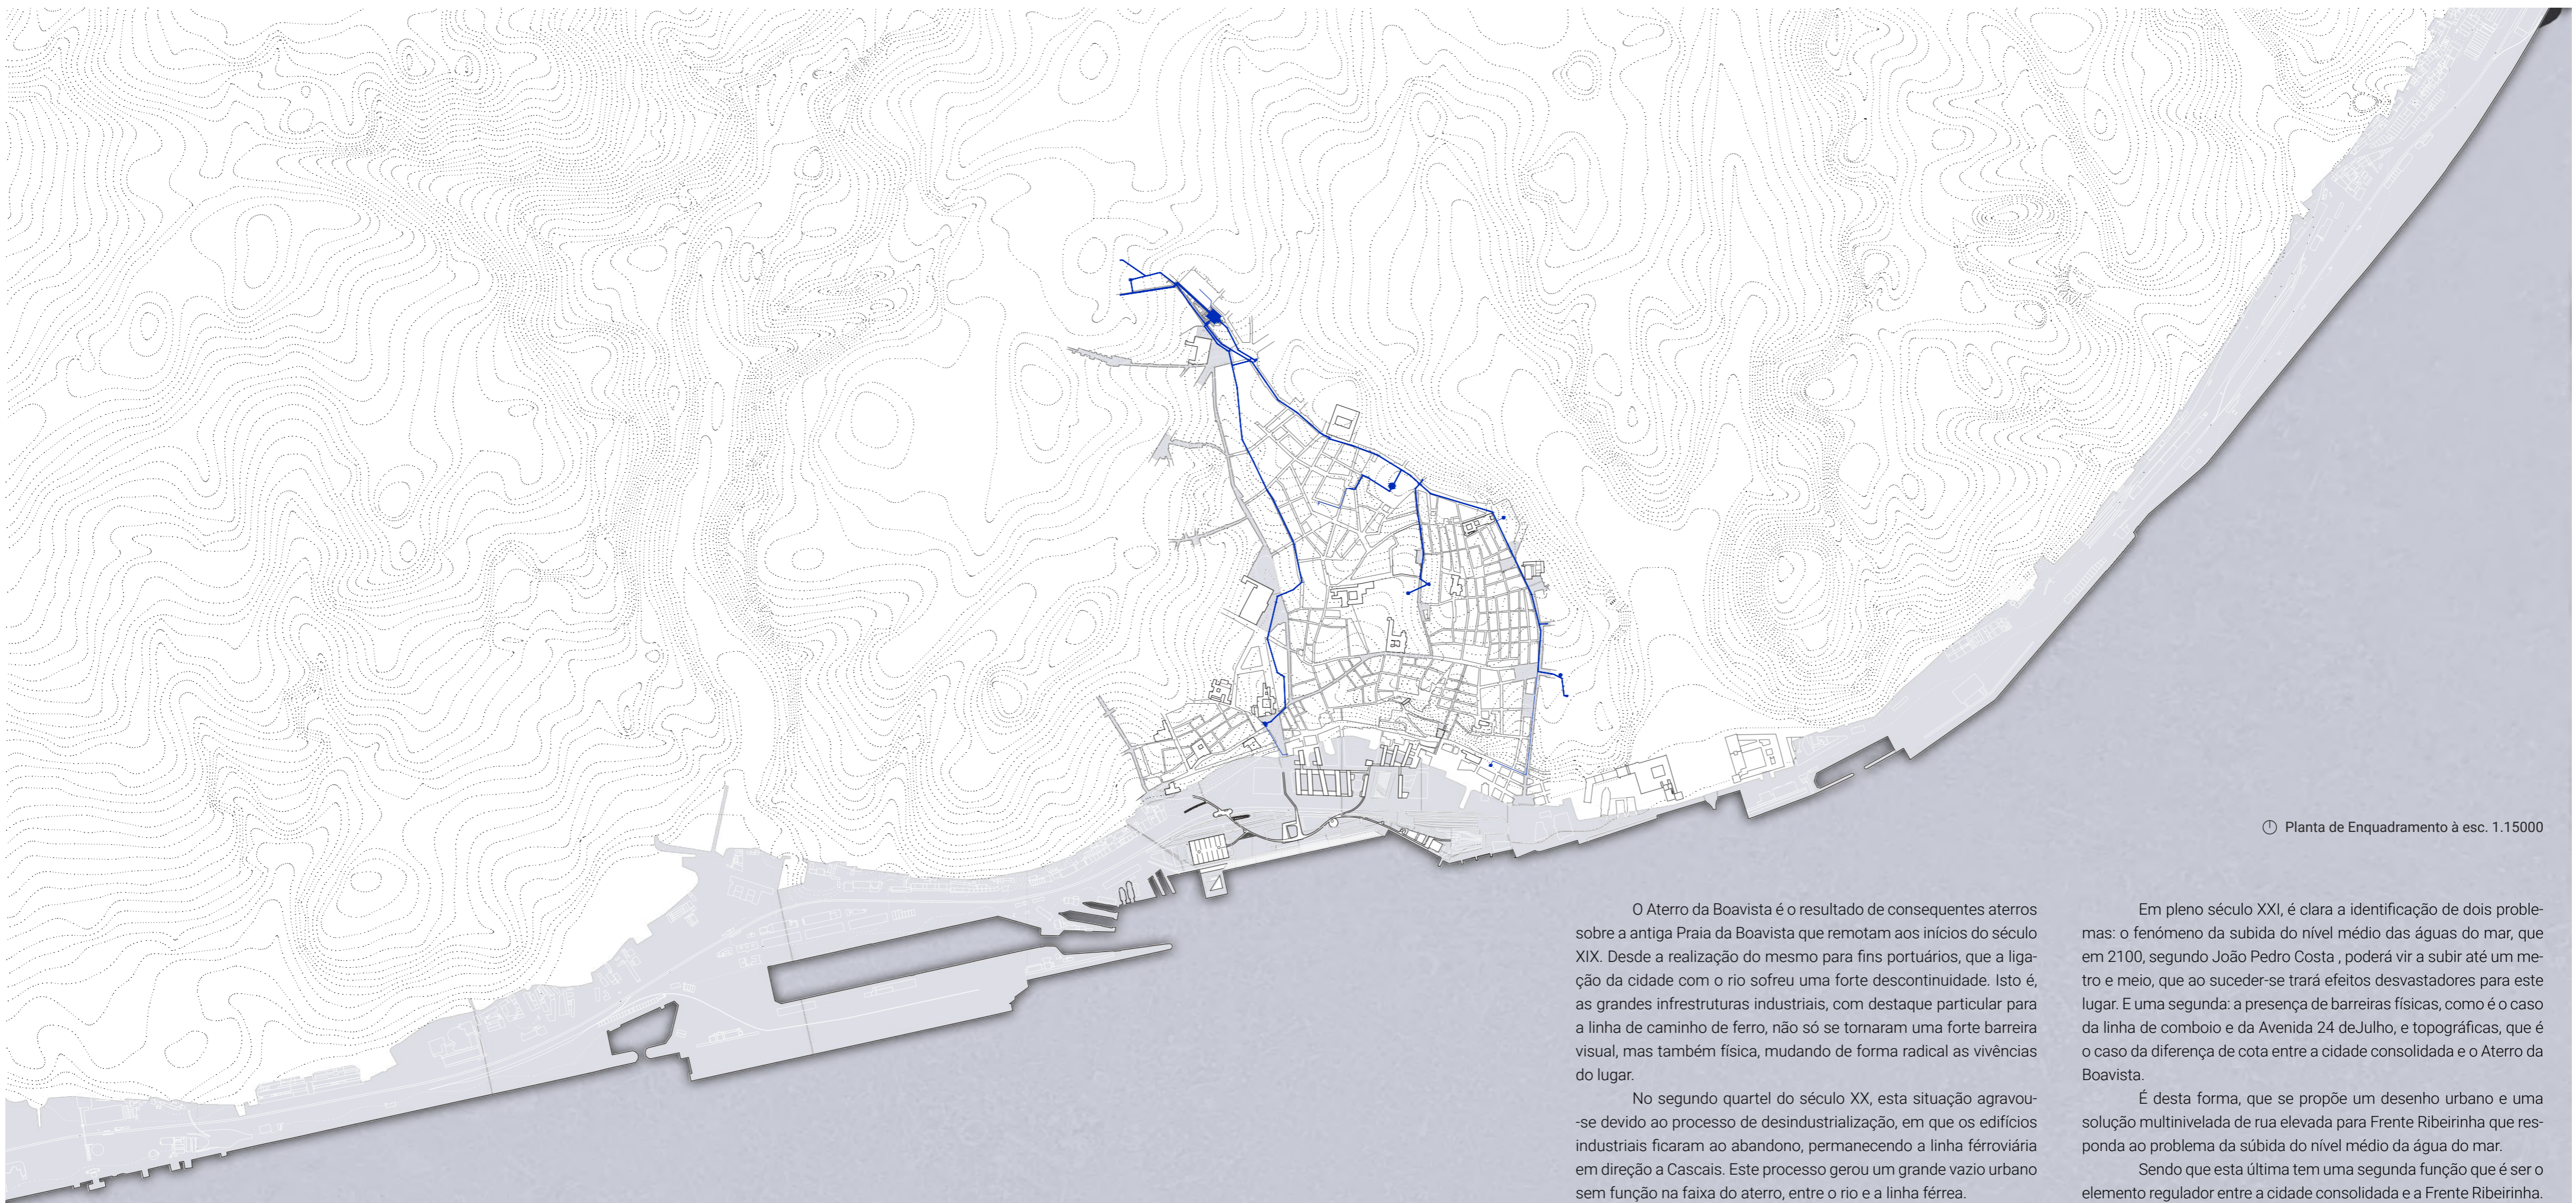 Planta de Enquadramento à esc. 1.15000
O Aterro da Boavista é o resultado de consequentes aterros
sobre a antiga Praia da Boavista que remotam aos inícios do século
XIX. Desde a realização do mesmo para fins portuários, que a liga-
ção da cidade com o rio sofreu uma forte descontinuidade. Isto é,
as grandes infrestruturas industriais, com destaque particular para
a linha de caminho de ferro, não só se tornaram uma forte barreira
visual, mas também física, mudando de forma radical as vivências
do lugar.
No segundo quartel do século XX, esta situação agravou-
-se devido ao processo de desindustrialização, em que os edifícios
industriais ficaram ao abandono, permanecendo a linha férroviária
em direção a Cascais. Este processo gerou um grande vazio urbano
sem função na faixa do aterro, entre o rio e a linha férrea.
Em pleno século XXI, é clara a identificação de dois proble-
mas: o fenómeno da subida do nível médio das águas do mar, que
em 2100, segundo João Pedro Costa , poderá vir a subir até um me-
tro e meio, que ao suceder-se trará efeitos desvastadores para este
lugar. E uma segunda: a presença de barreiras físicas, como é o caso
da linha de comboio e da Avenida 24 deJulho, e topográficas, que é
o caso da diferença de cota entre a cidade consolidada e o Aterro da
Boavista.
É desta forma, que se propõe um desenho urbano e uma
solução multinivelada de rua elevada para Frente Ribeirinha que res-
ponda ao problema da súbida do nível médio da água do mar.
Sendo que esta última tem uma segunda função que é ser o
elemento regulador entre a cidade consolidada e a Frente Ribeirinha.